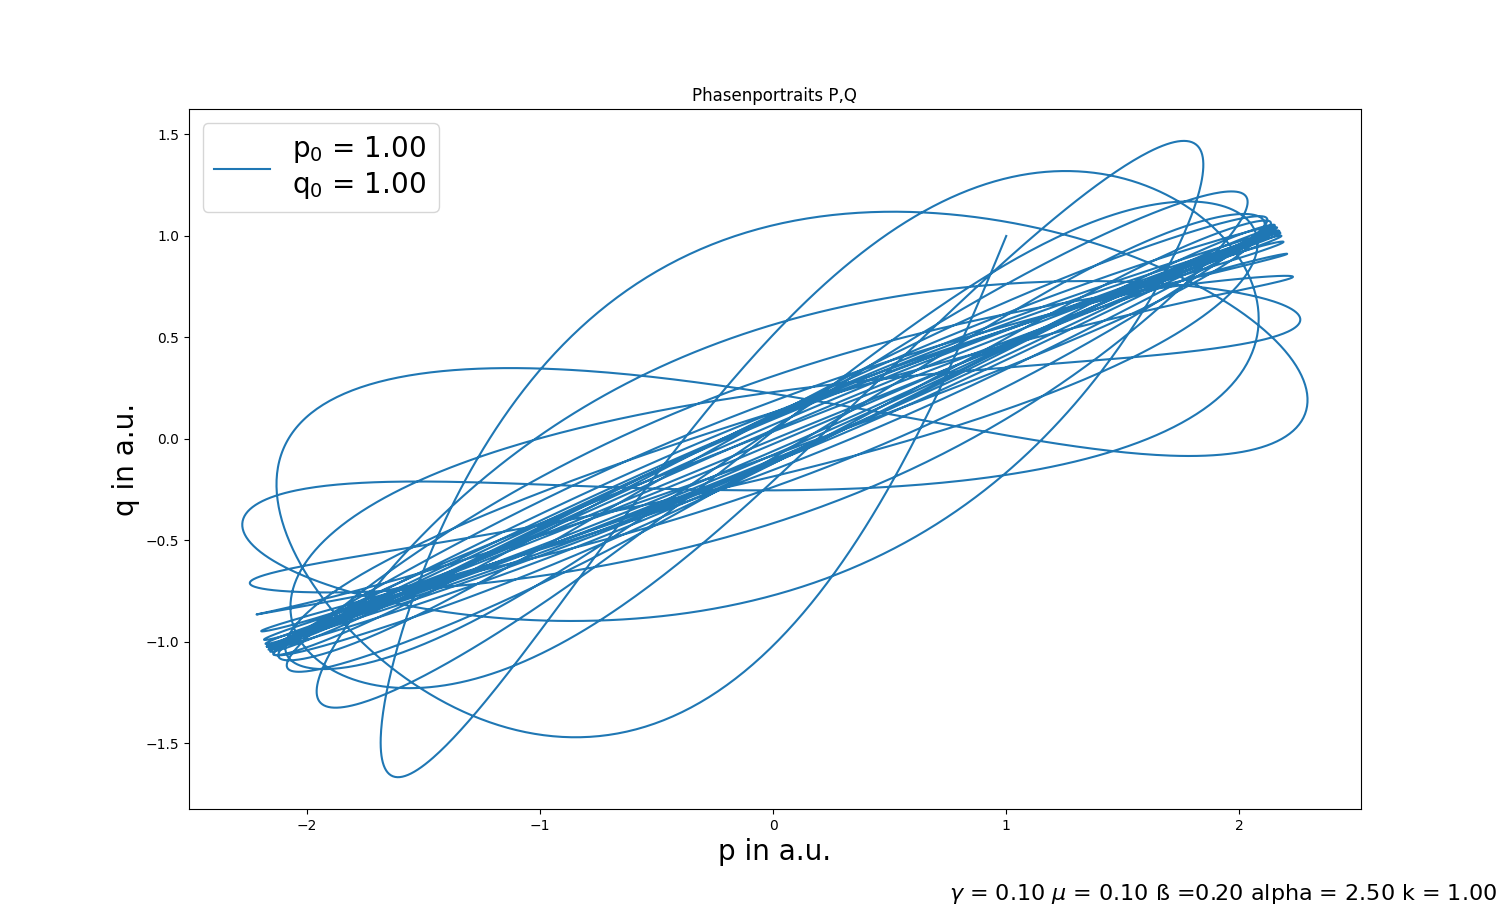 Phasenportraits P,Q
p₀ = 1.00
q₀ = 1.00
1.5
1.0
0.5
0.0
−0.5
−1.0
−1.5
q in a.u.
−2
−1
0
1
2
p in a.u.
γ = 0.10 μ = 0.10 ß =0.20 alpha = 2.50 k = 1.00